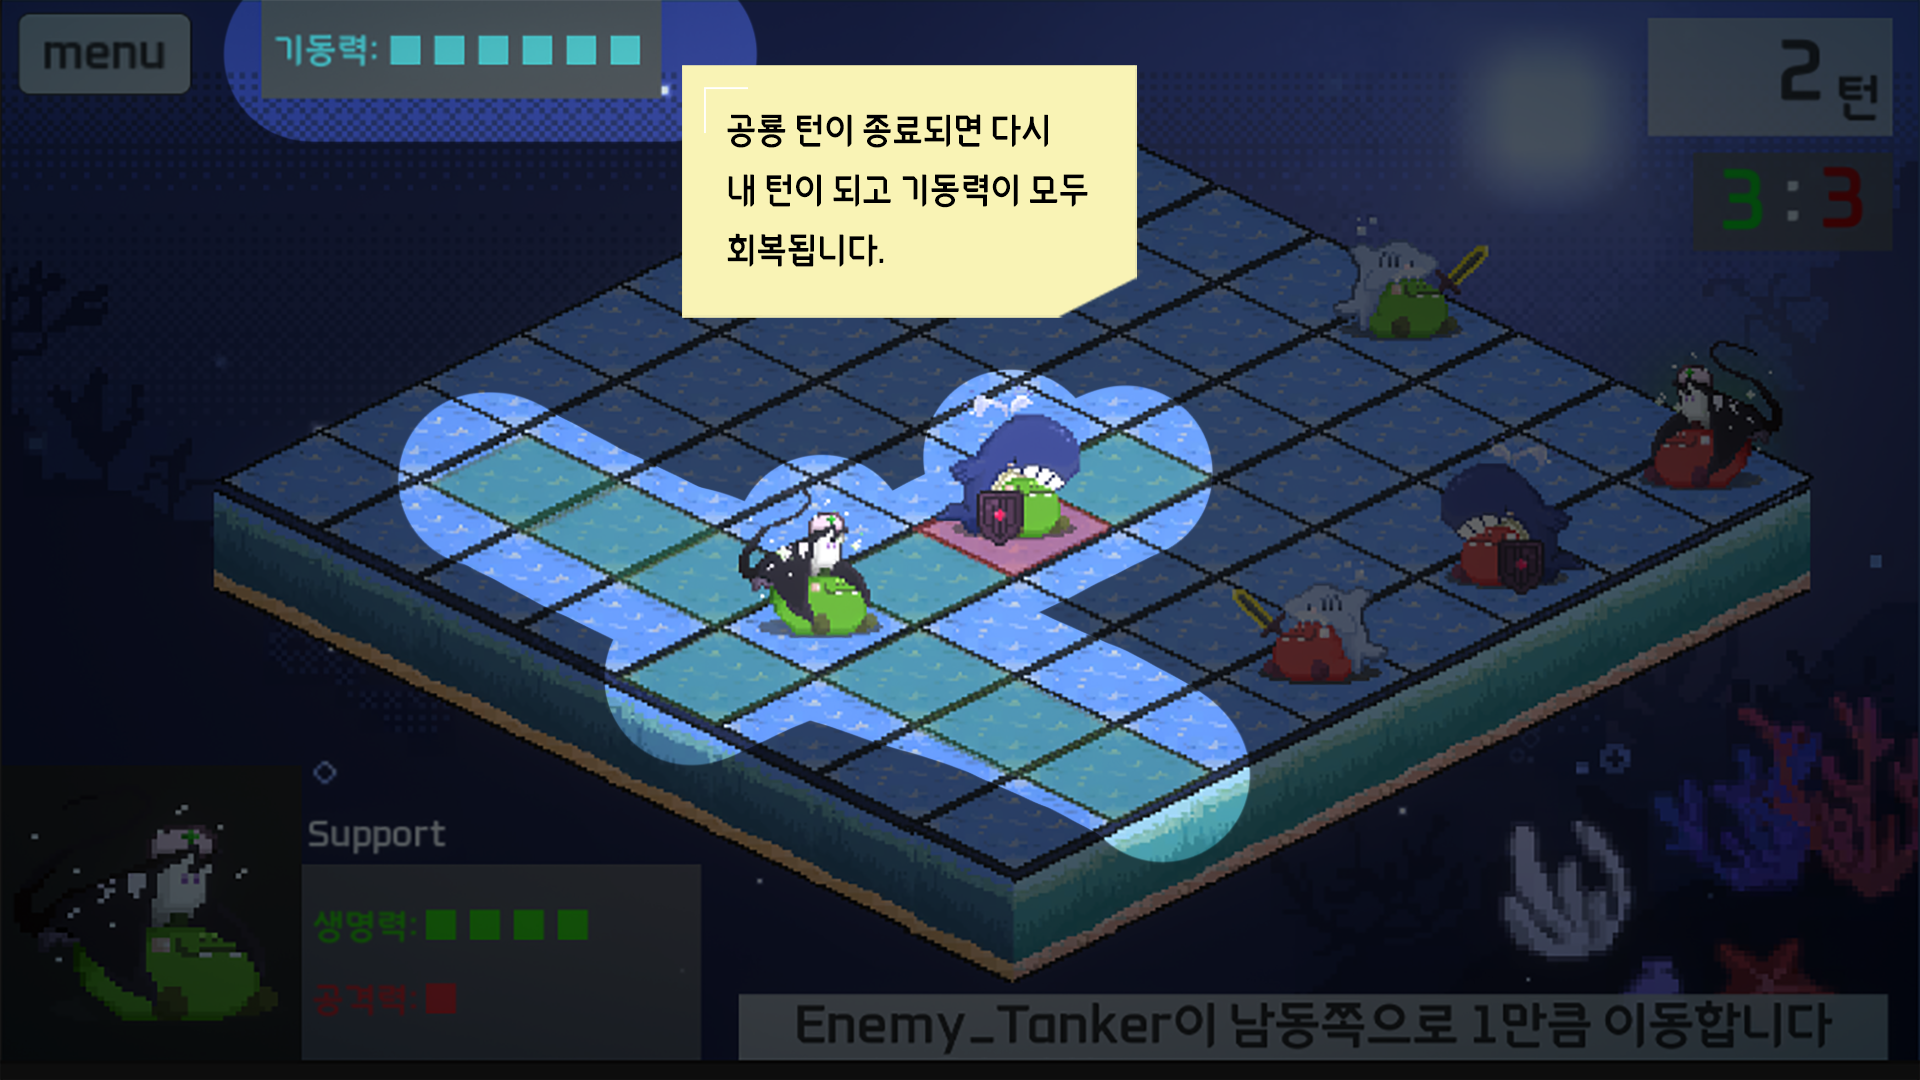 menu
기동력:
2 턴
3 : 3
공룡 턴이 종료되면 다시
내 턴이 되고 기동력이 모두
회복됩니다.
Support
생명력:
공격력:
Enemy_Tanker이 남동쪽으로 1만큼 이동합니다